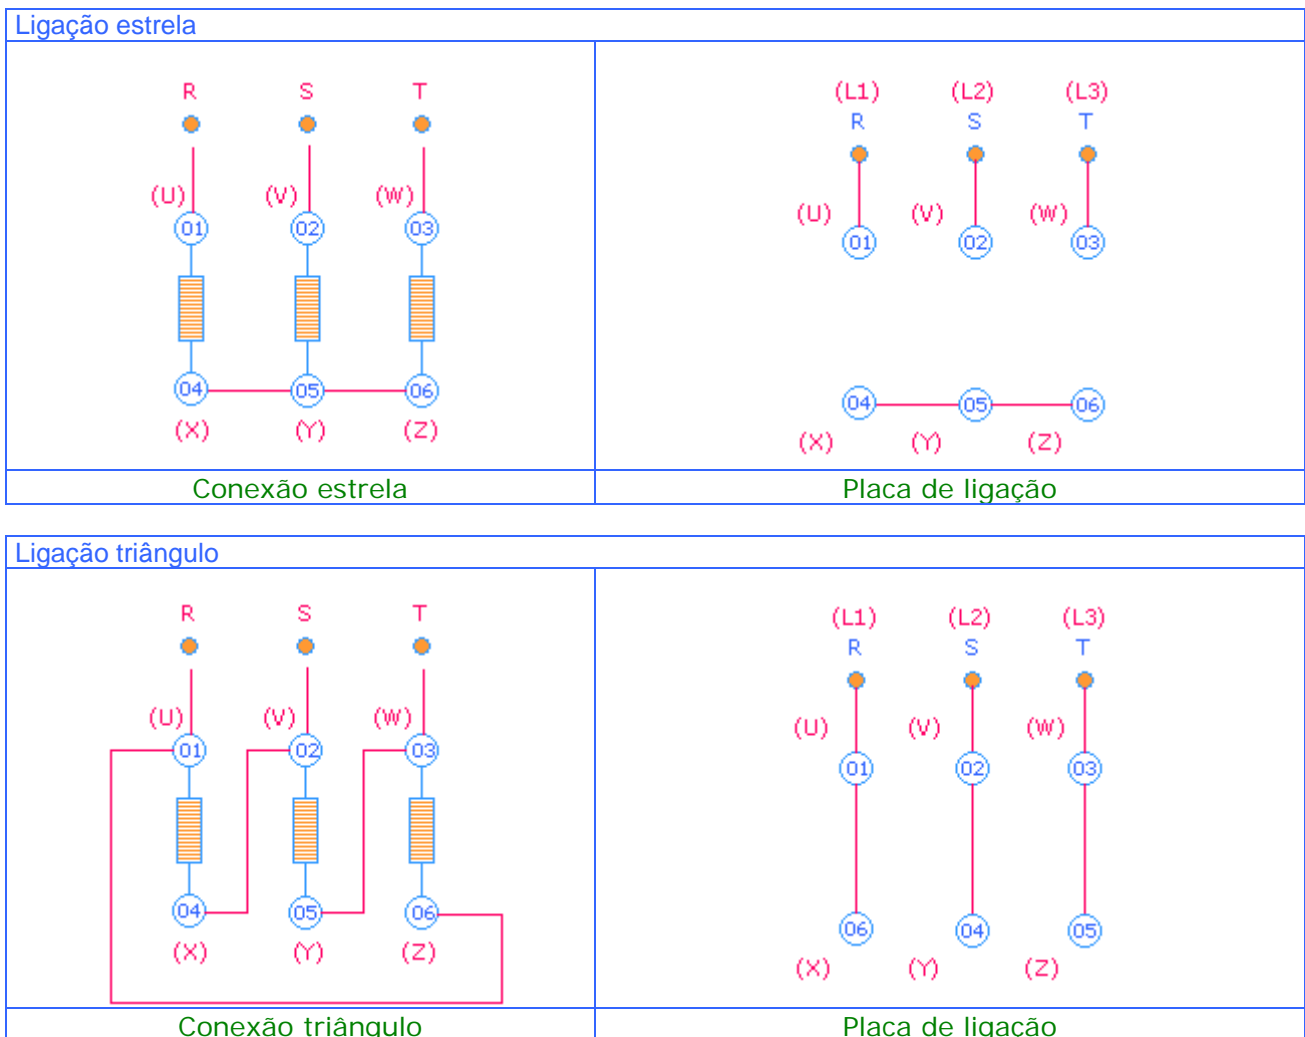 Ligação estrela
R S T
(U) (V) (W)
01 02 03
04 05 06
(X) (Y) (Z)
(L1) (L2) (L3)
R S T
(U) (V) (W)
01 02 03
04 05 06
(X) (Y) (Z)
Conexão estrela
Placa de ligação
Ligação triângulo
R S T
(U) (V) (W)
01 02 03
04 05 06
(X) (Y) (Z)
(L1) (L2) (L3)
R S T
(U) (V) (W)
01 02 03
06 04 05
(X) (Y) (Z)
Conexão triângulo
Placa de ligação